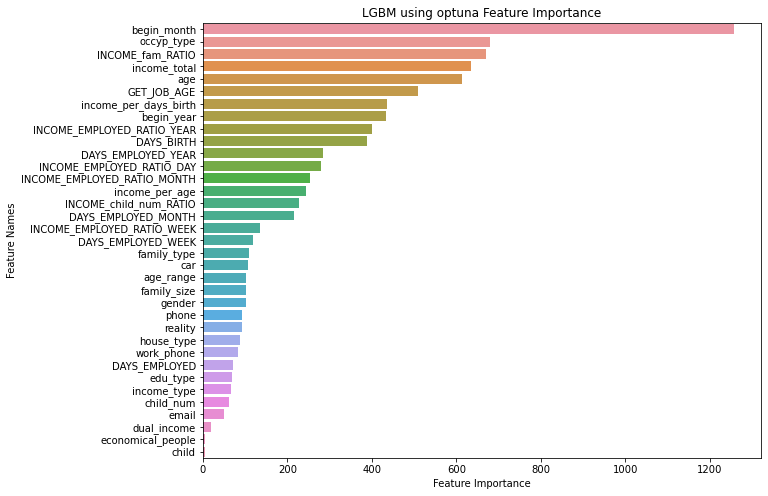 LGBM using optuna Feature Importance
begin_month
occyp_type
INCOME_fam_RATIO
income_total
age
GET_JOB_AGE
income_per_days_birth
begin_year
INCOME_EMPLOYED_RATIO_YEAR
DAYS_BIRTH
DAYS_EMPLOYED_YEAR
INCOME_EMPLOYED_RATIO_DAY
INCOME_EMPLOYED_RATIO_MONTH
income_per_age
INCOME_child_num_RATIO
DAYS_EMPLOYED_MONTH
INCOME_EMPLOYED_RATIO_WEEK
DAYS_EMPLOYED_WEEK
family_type
car
age_range
family_size
gender
phone
reality
house_type
work_phone
DAYS_EMPLOYED
edu_type
income_type
child_num
email
dual_income
economical_people
child
Feature Names
0 200 400 600 800 1000 1200
Feature Importance